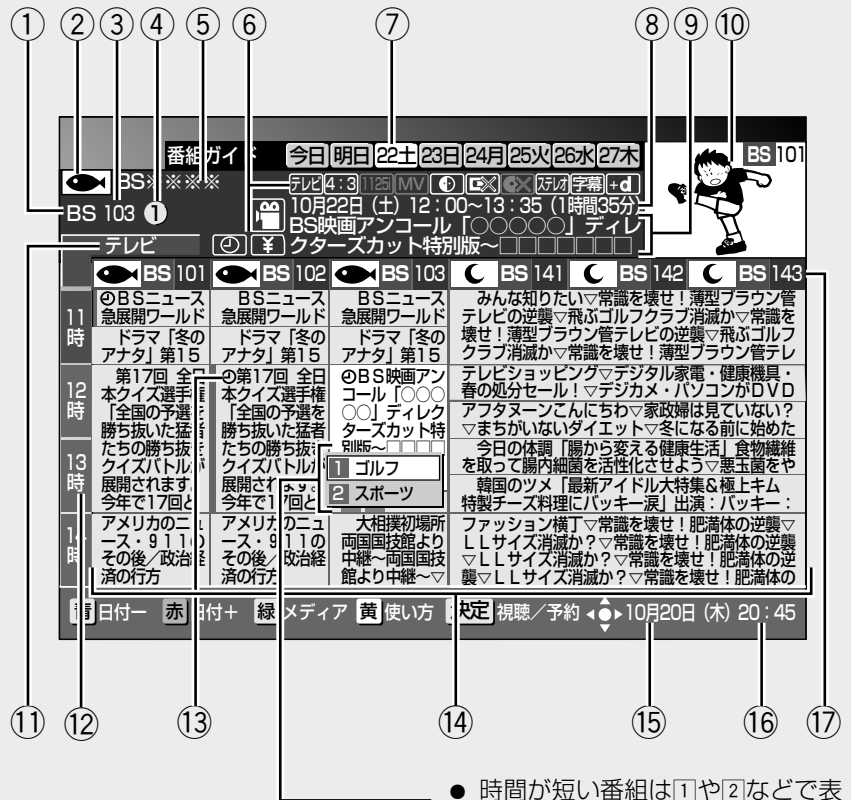 ① ② ③ ④ ⑤ ⑥ ⑦ ⑧ ⑨ ⑩
番組ガイド 今日 明日 22土 23日 24月 25火 26水 27木
BS 101
BS※※※※
テレビ 4:3 1125i MV ステレオ 字幕 +d
BS 103 ①
10月22日（土）12：00〜13：35（1時間35分）
BS映画アンコール「○○○○○」ディレ
テレビ ¥ クターズカット特別版〜□□□□□□□
BS 101 BS 102 BS 103 BS 141 BS 142 BS 143
11時
BSニュース
急展開ワールド
ドラマ「冬の
アナタ」第15
BSニュース
急展開ワールド
ドラマ「冬の
アナタ」第15
BSニュース
急展開ワールド
ドラマ「冬の
アナタ」第15
みんな知りたい▽常識を壊せ！薄型ブラウン管
テレビの逆襲▽飛ぶゴルフクラブ消滅か▽常識を
壊せ！薄型ブラウン管テレビの逆襲▽飛ぶゴルフ
クラブ消滅か▽常識を壊せ！薄型ブラウン管テレ
12時
13時
第17回 全日
本クイズ選手権
「全国の予選を
勝ち抜いた猛者
たちの勝ち抜き
クイズバトルが
展開されます。
今年で17回と
第17回 全日
本クイズ選手権
「全国の予選を
勝ち抜いた猛者
たちの勝ち抜き
クイズバトルが
展開されます。
今年で17回と
BS映画アン
コール「○○○
○○」ディレク
ターズカット特
別版〜□□□□
1 ゴルフ
2 スポーツ
テレビショッピング▽デジタル家電・健康機具・
春の処分セール！▽デジカメ・パソコンがDVD
アフタヌーンこんにちわ▽家政婦は見ていない？
▽まちがいないダイエット▽冬になる前に始めた
今日の体調「腸から変える健康生活」食物繊維
を取って腸内細菌を活性化させよう▽悪玉菌をや
韓国のツメ「最新アイドル大特集&極上キム
特製チーズ料理にバッキー涙」出演：バッキー：
14時
アメリカのニュ
ース・911の
その後／政治経
済の行方
アメリカのニュ
ース・911の
その後／政治経
済の行方
大相撲初場所
両国国技館より
中継〜両国国技
館より中継〜▽
ファッション横丁▽常識を壊せ！肥満体の逆襲▽
LLサイズ消滅か？▽常識を壊せ！肥満体の逆襲
▽LLサイズ消滅か？▽常識を壊せ！肥満体の逆
襲▽LLサイズ消滅か？▽常識を壊せ！肥満体の
青 日付ー 赤 日付＋ 緑 メディア 黄 使い方 決定 視聴／予約 10月20日（木）20：45
⑪ ⑫ ⑬ ⑭ ⑮ ⑯ ⑰
● 時間が短い番組は1や2などで表